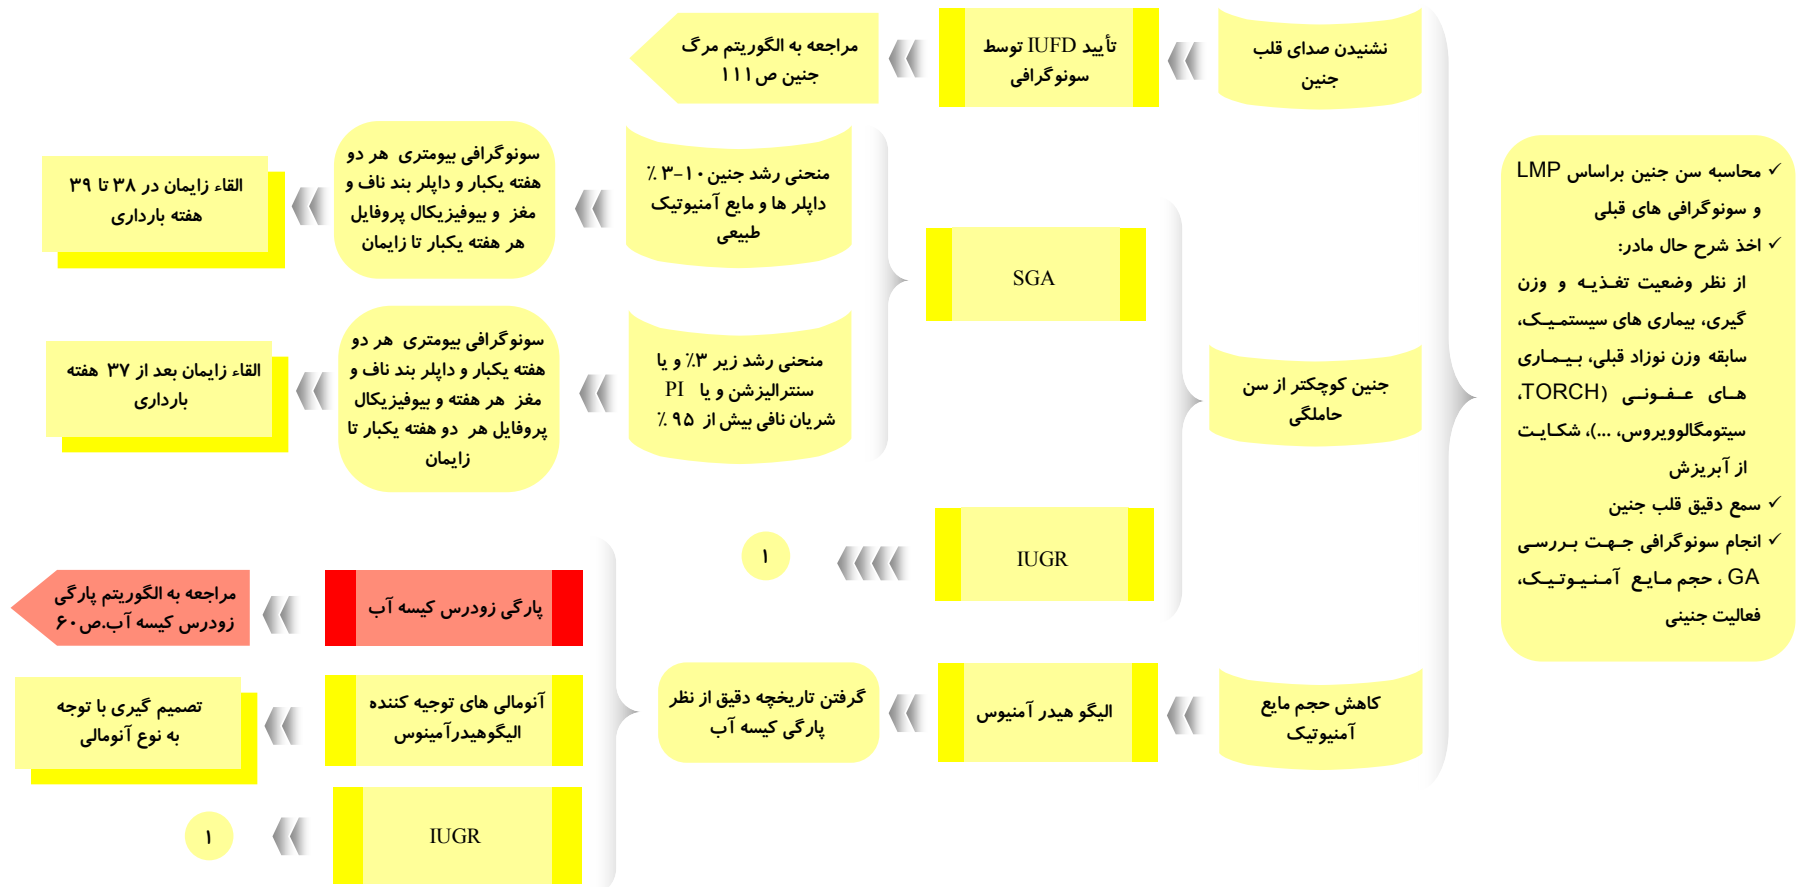 محاسبه سن جنین براساس LMP
و سونوگرافی های قبلی
اخذ شرح حال مادر:
از نظر وضعیت تغذیه و وزن
گیری، بیماری های سیستمیک،
سابقه وزن نوزاد قبلی، بیماری
های عفونی (TORCH،
سیتومگالوویروس، ...)، شکایت
از آبریزش
سمع دقیق قلب جنین
انجام سونوگرافی جهت بررسی
GA ، حجم مایع آمنیوتیک،
فعالیت جنینی
نشنیدن صدای قلب
جنین
تأیید IUFD توسط
سونوگرافی
مراجعه به الگوریتم مرگ
جنین ص۱۱۱
جنین کوچکتر از سن
حاملگی
SGA
منحنی رشد جنین۱۰-۳ ٪
داپلر ها و مایع آمنیوتیک
طبیعی
سونوگرافی بیومتری هر دو
هفته یکبار و داپلر بند ناف و
مغز و بیوفیزیکال پروفایل
هر هفته یکبار تا زایمان
القاء زایمان در ۳۸ تا ۳۹
هفته بارداری
منحنی رشد زیر ۳٪ و یا
سنترالیزشن و یا PI
شریان نافی بیش از ۹۵ ٪
سونوگرافی بیومتری هر دو
هفته یکبار و داپلر بند ناف و
مغز هر هفته و بیوفیزیکال
پروفایل هر دو هفته یکبار تا
زایمان
القاء زایمان بعد از ۳۷ هفته
بارداری
IUGR
۱
کاهش حجم مایع
آمنیوتیک
الیگو هیدر آمنیوس
گرفتن تاریخچه دقیق از نظر
پارگی کیسه آب
پارگی زودرس کیسه آب
مراجعه به الگوریتم پارگی
زودرس کیسه آب.ص۶۰
آنومالی های توجیه کننده
الیگوهیدرآمینوس
تصمیم گیری با توجه
به نوع آنومالی
IUGR
۱